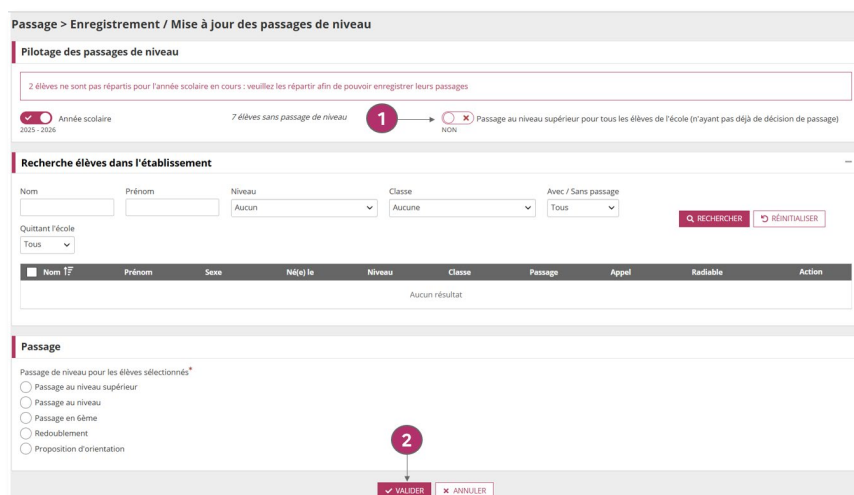 Passage > Enregistrement / Mise à jour des passages de niveau
Pilotage des passages de niveau
2 élèves ne sont pas répartis pour l'année scolaire en cours : veuillez les répartir afin de pouvoir enregistrer leurs passages
Année scolaire 7 élèves sans passage de niveau 1 Passage au niveau supérieur pour tous les élèves de l'école (n'ayant pas déjà de décision de passage)
2025 - 2026 NON
Recherche élèves dans l'établissement
Nom Prénom Niveau Classe Avec / Sans passage
Aucun Aucune Tous RECHERCHER RÉINITIALISER
Quittant l'école
Tous
Nom Prénom Sexe Né(e) le Niveau Classe Passage Appel Radiable Action
Aucun résultat
Passage
Passage de niveau pour les élèves sélectionnés*
Passage au niveau supérieur
Passage au niveau
Passage en 6ème
Redoublement
Proposition d'orientation
2
VALIDER ANNULER